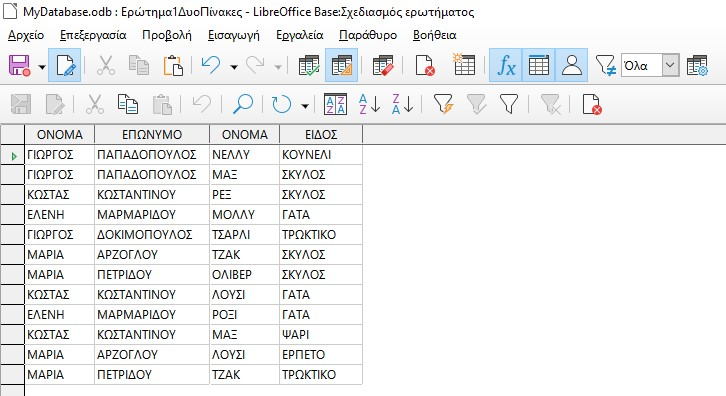 MyDatabase.odb : Ερώτημα1ΔυοΠίνακες - LibreOffice Base:Σχεδιασμός ερωτήματος
Αρχείο Επεξεργασία Προβολή Εισαγωγή Εργαλεία Παράθυρο Βοήθεια
fx Όλα
ΟΝΟΜΑ ΕΠΩΝΥΜΟ ΟΝΟΜΑ ΕΙΔΟΣ
ΓΙΩΡΓΟΣ ΠΑΠΑΔΟΠΟΥΛΟΣ ΝΕΛΛΥ ΚΟΥΝΕΛΙ
ΓΙΩΡΓΟΣ ΠΑΠΑΔΟΠΟΥΛΟΣ ΜΑΞ ΣΚΥΛΟΣ
ΚΩΣΤΑΣ ΚΩΣΤΑΝΤΙΝΟΥ ΡΕΞ ΣΚΥΛΟΣ
ΕΛΕΝΗ ΜΑΡΜΑΡΙΔΟΥ ΜΟΛΛΥ ΓΑΤΑ
ΓΙΩΡΓΟΣ ΔΟΚΙΜΟΠΟΥΛΟΣ ΤΣΑΡΛΙ ΤΡΩΚΤΙΚΟ
ΜΑΡΙΑ ΑΡΖΟΓΛΟΥ ΤΖΑΚ ΣΚΥΛΟΣ
ΜΑΡΙΑ ΠΕΤΡΙΔΟΥ ΟΛΙΒΕΡ ΣΚΥΛΟΣ
ΚΩΣΤΑΣ ΚΩΣΤΑΝΤΙΝΟΥ ΛΟΥΣΙ ΓΑΤΑ
ΕΛΕΝΗ ΜΑΡΜΑΡΙΔΟΥ ΡΟΞΙ ΓΑΤΑ
ΚΩΣΤΑΣ ΚΩΣΤΑΝΤΙΝΟΥ ΜΑΞ ΨΑΡΙ
ΜΑΡΙΑ ΑΡΖΟΓΛΟΥ ΛΟΥΣΙ ΕΡΠΕΤΟ
ΜΑΡΙΑ ΠΕΤΡΙΔΟΥ ΤΖΑΚ ΤΡΩΚΤΙΚΟ